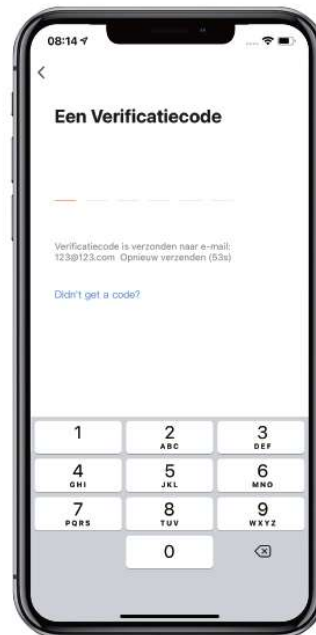 08:14
Een Verificatiecode
Verificatiecode is verzonden naar e-mail:
123@123.com Opnieuw verzenden (53s)
Didn't get a code?
1 2 3
ABC DEF
4 5 6
GHI JKL MNO
7 8 9
PQRS TUV WXYZ
0